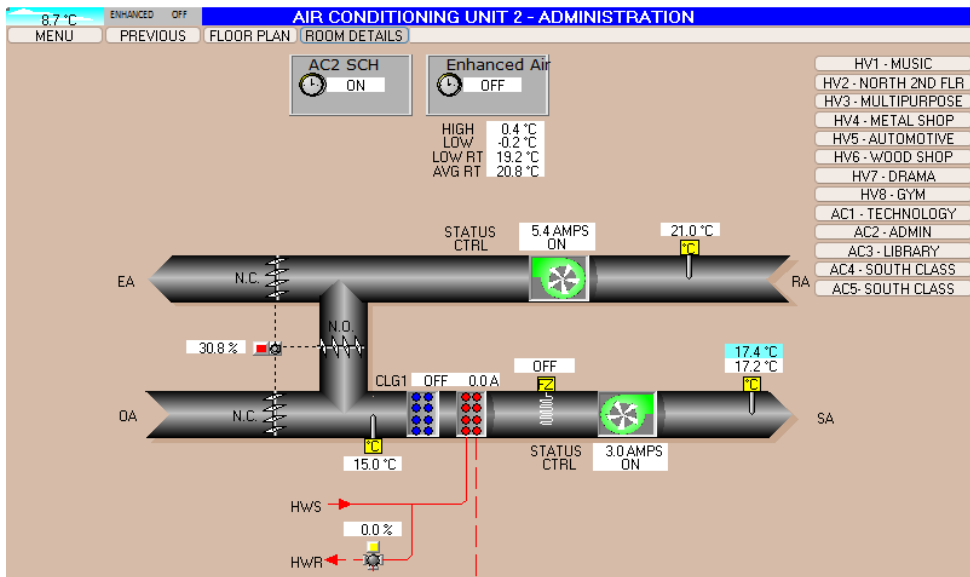 8.7 °C ENHANCED OFF AIR CONDITIONING UNIT 2 - ADMINISTRATION
MENU PREVIOUS FLOOR PLAN ROOM DETAILS
AC2 SCH
ON
Enhanced Air
OFF
HIGH 0.4 °C
LOW -0.2 °C
LOW RT 19.2 °C
AVG RT 20.8 °C
HV1 - MUSIC
HV2 - NORTH 2ND FLR
HV3 - MULTIPURPOSE
HV4 - METAL SHOP
HV5 - AUTOMOTIVE
HV6 - WOOD SHOP
HV7 - DRAMA
HV8 - GYM
AC1 - TECHNOLOGY
AC2 - ADMIN
AC3 - LIBRARY
AC4 - SOUTH CLASS
AC5- SOUTH CLASS
STATUS 5.4 AMPS
CTRL ON
21.0 °C
°C
EA
N.C.
RA
N.O.
30.8 %
17.4 °C
17.2 °C
°C
CLG1 OFF 0.0 A
OFF
FZ
OA
N.C.
SA
°C
15.0 °C
STATUS 3.0 AMPS
CTRL ON
HWS
0.0 %
HWR